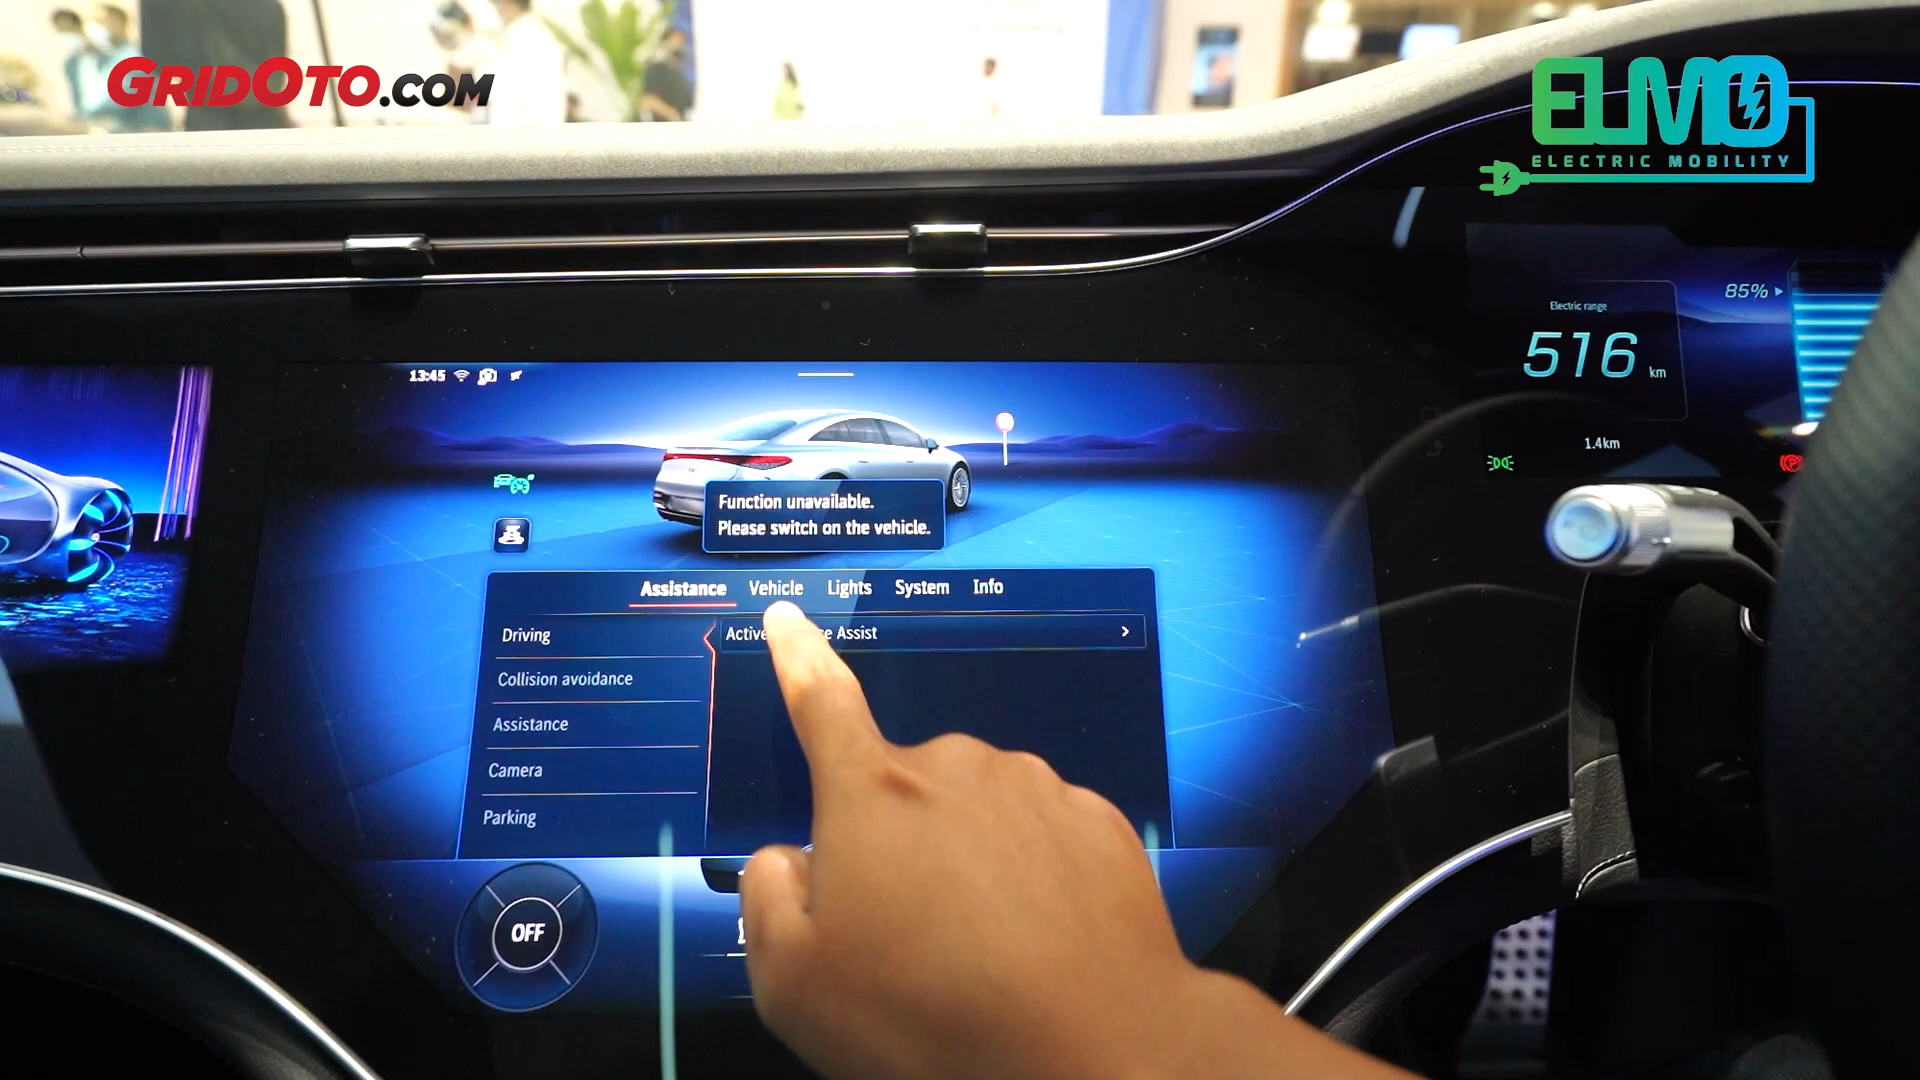 GRIDOTO.COM
ELMO
ELECTRIC MOBILITY
85%
Electric range
516 km
1.4km
13:45
Function unavailable.
Please switch on the vehicle.
Assistance Vehicle Lights System Info
Driving
Collision avoidance
Assistance
Camera
Parking
Active Assist
OFF